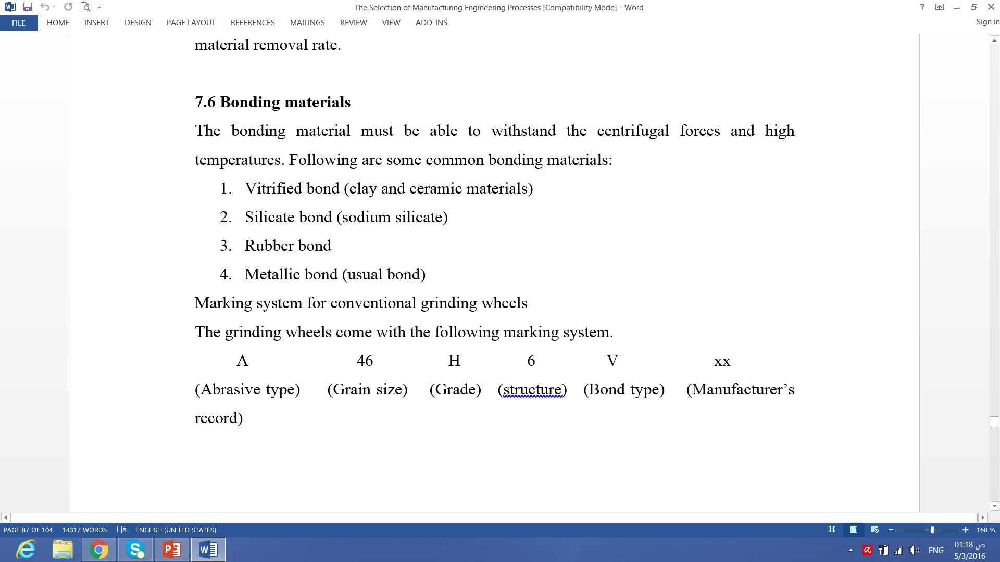 The Selection of Manufacturing Engineering Processes [Compatibility Mode] - Word
?
FILE HOME INSERT DESIGN PAGE LAYOUT REFERENCES MAILINGS REVIEW VIEW ADD-INS Sign in
material removal rate.
7.6 Bonding materials
The bonding material must be able to withstand the centrifugal forces and high
temperatures. Following are some common bonding materials:
1. Vitrified bond (clay and ceramic materials)
2. Silicate bond (sodium silicate)
3. Rubber bond
4. Metallic bond (usual bond)
Marking system for conventional grinding wheels
The grinding wheels come with the following marking system.
A 46 H 6 V xx
(Abrasive type) (Grain size) (Grade) (structure) (Bond type) (Manufacturer’s
record)
PAGE 87 OF 104 14317 WORDS ENGLISH (UNITED STATES) 160 %
ENG 01:18 ص
5/3/2016